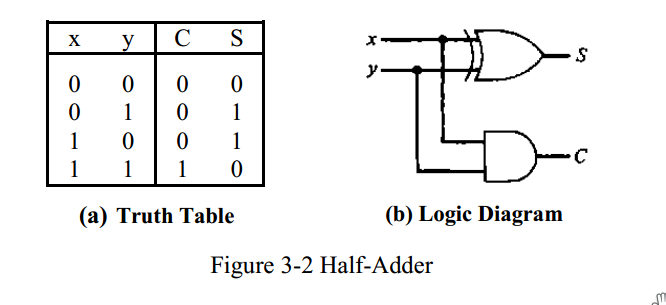 x y C S
0 0 0 0
0 1 0 1
1 0 0 1
1 1 1 0
x
y
S
C
(a) Truth Table
(b) Logic Diagram
Figure 3-2 Half-Adder